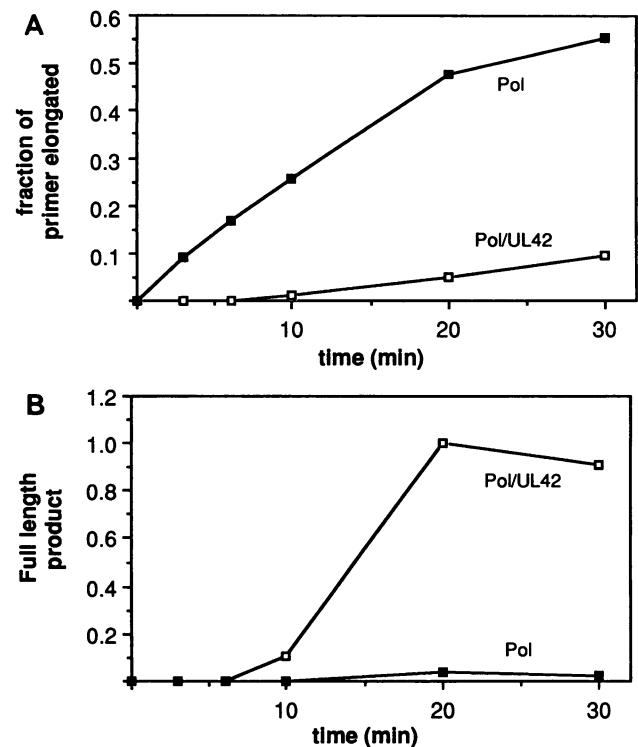 A
0.6
0.5
0.4
0.3
0.2
0.1
fraction of
primer elongated
Pol
Pol/UL42
10 20 30
time (min)
B
1.2
1.0
0.8
0.6
0.4
0.2
Full length
product
Pol/UL42
Pol
10 20 30
time (min)